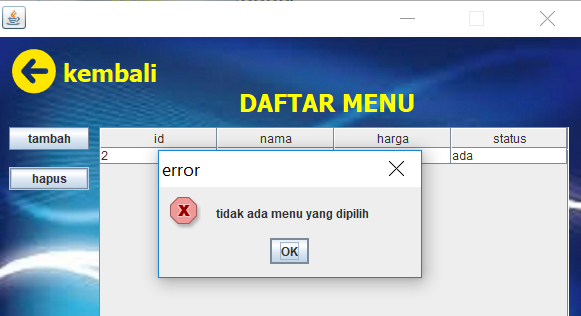 kembali
DAFTAR MENU
tambah
hapus
id nama harga status
2 ada
error
tidak ada menu yang dipilih
OK